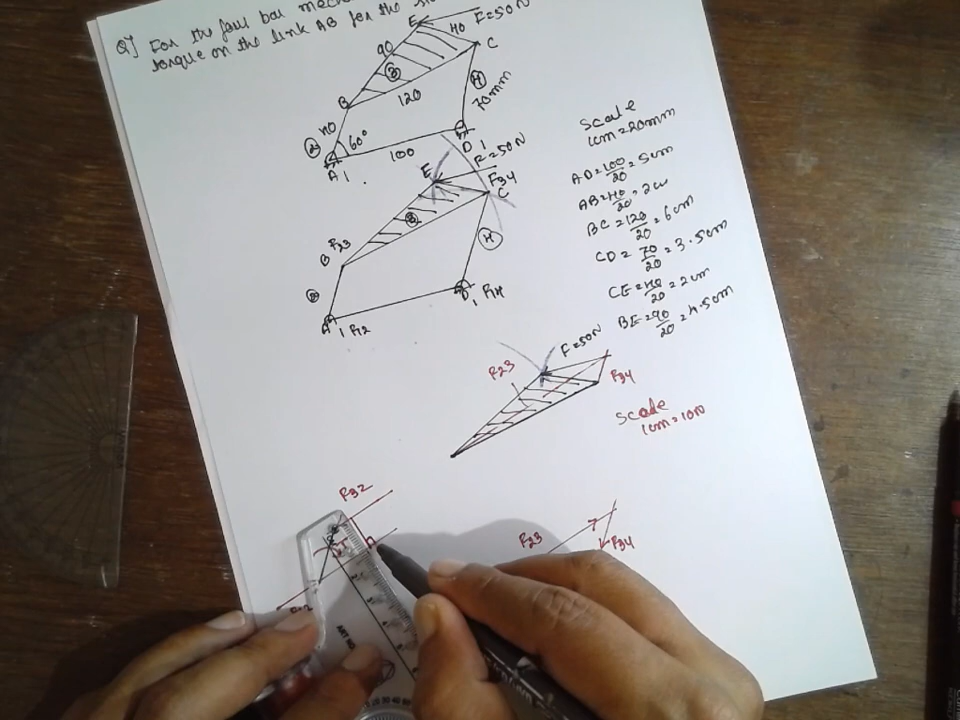 Q] For the four bar mech
torque on the link AB for the
E F=50N
90 40
3 C
B 120 4
40 70mm
2 60°
A 1 100 D 1
Scale
1cm=20mm
AD=100/20=5cm
AB=40/20=2cm
BC=120/20=6cm
CD=70/20=3.5cm
CE=40/20=2cm
BE=90/20=4.5cm
E F=50N
F34
3 C
B F23
4
2
D 1 F14
A 1 F12
F=50N
F23
F34
Scale
1cm=10N
F32
F23
F34